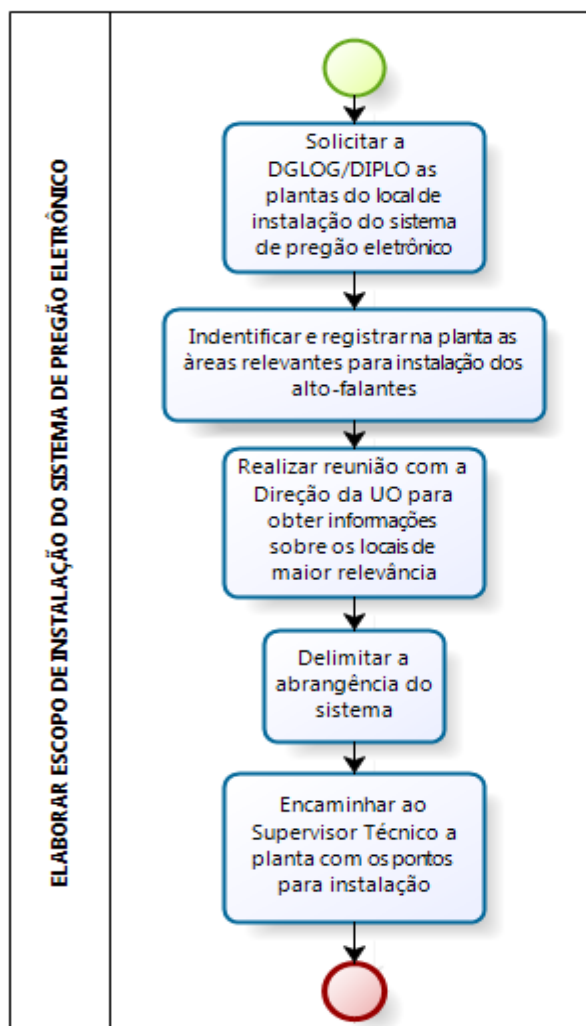 ELABORAR ESCOPO DE INSTALAÇÃO DO SISTEMA DE PREGÃO ELETRÔNICO
Solicitar a
DGLOG/DIPLO as
plantas do local de
instalação do sistema
de pregão eletrônico
Indentificar e registrar na planta as
àreas relevantes para instalação dos
alto-falantes
Realizar reunião com a
Direção da UO para
obter informações
sobre os locais de
maior relevância
Delimitar a
abrangência do
sistema
Encaminhar ao
Supervisor Técnico a
planta com os pontos
para instalação